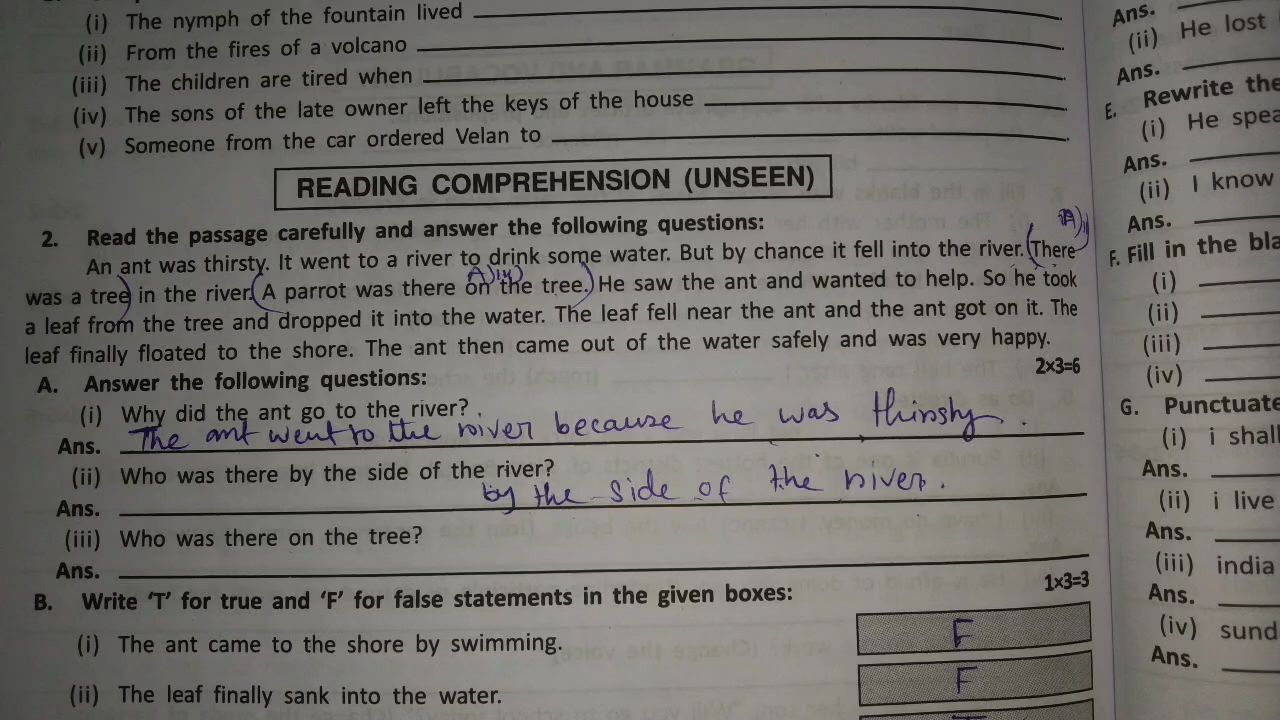 (i) The nymph of the fountain lived
(ii) From the fires of a volcano
(iii) The children are tired when
(iv) The sons of the late owner left the keys of the house
(v) Someone from the car ordered Velan to
READING COMPREHENSION (UNSEEN)
2. Read the passage carefully and answer the following questions:
A)
An ant was thirsty. It went to a river to drink some water. But by chance it fell into the river. There
was a tree in the river. A parrot was there on the tree. He saw the ant and wanted to help. So he took
a leaf from the tree and dropped it into the water. The leaf fell near the ant and the ant got on it. The
leaf finally floated to the shore. The ant then came out of the water safely and was very happy.
A. Answer the following questions: 2×3=6
(i) Why did the ant go to the river?
Ans. The ant went to the river because he was thirsty.
(ii) Who was there by the side of the river?
Ans. by the side of the river.
(iii) Who was there on the tree?
Ans.
B. Write ‘T’ for true and ‘F’ for false statements in the given boxes: 1×3=3
(i) The ant came to the shore by swimming. F
(ii) The leaf finally sank into the water. F
Ans.
(ii) He lost
Ans.
E. Rewrite the
(i) He spea
Ans.
(ii) I know
Ans.
F. Fill in the bla
(i)
(ii)
(iii)
(iv)
G. Punctuate
(i) i shall
Ans.
(ii) i live
Ans.
(iii) india
Ans.
(iv) sund
Ans.